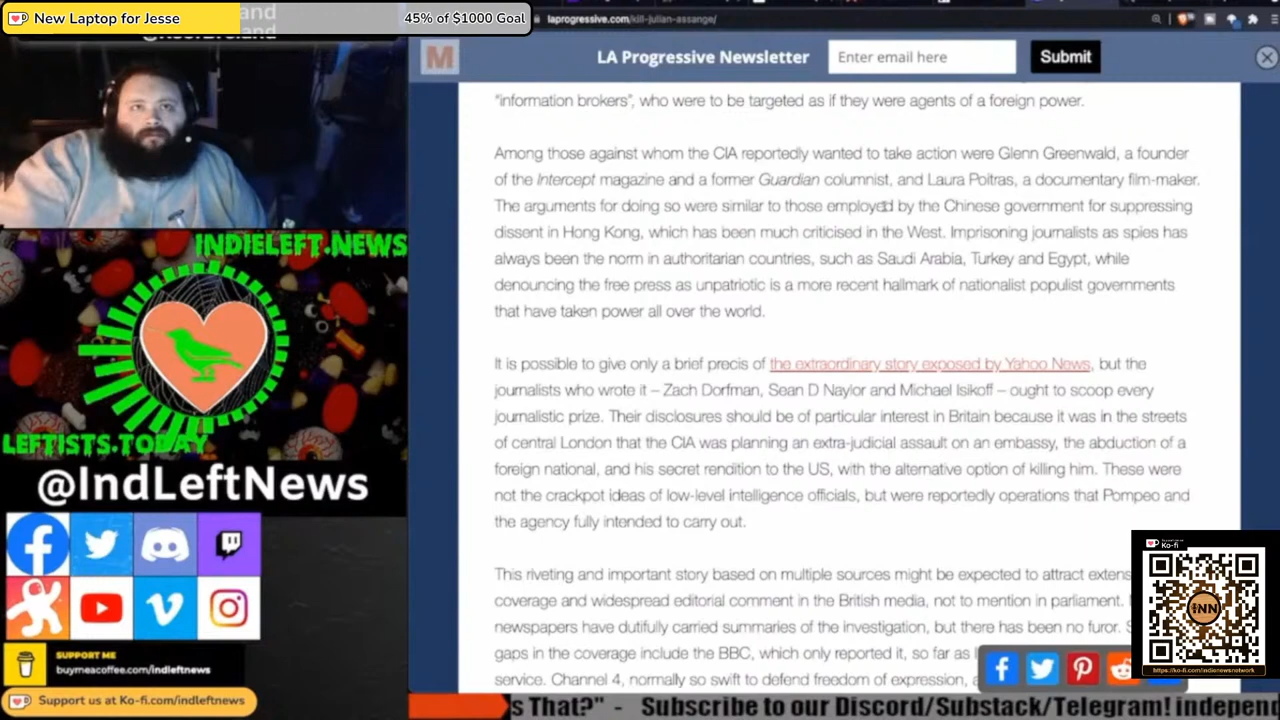 New Laptop for Jesse
45% of $1000 Goal
laprogressive.com/kill-julian-assange/
M
LA Progressive Newsletter
Enter email here
Submit
"information brokers", who were to be targeted as if they were agents of a foreign power.
Among those against whom the CIA reportedly wanted to take action were Glenn Greenwald, a founder
of the Intercept magazine and a former Guardian columnist, and Laura Poitras, a documentary film-maker.
The arguments for doing so were similar to those employed by the Chinese government for suppressing
dissent in Hong Kong, which has been much criticised in the West. Imprisoning journalists as spies has
always been the norm in authoritarian countries, such as Saudi Arabia, Turkey and Egypt, while
denouncing the free press as unpatriotic is a more recent hallmark of nationalist populist governments
that have taken power all over the world.
It is possible to give only a brief precis of the extraordinary story exposed by Yahoo News, but the
journalists who wrote it – Zach Dorfman, Sean D Naylor and Michael Isikoff – ought to scoop every
journalistic prize. Their disclosures should be of particular interest in Britain because it was in the streets
of central London that the CIA was planning an extra-judicial assault on an embassy, the abduction of a
foreign national, and his secret rendition to the US, with the alternative option of killing him. These were
not the crackpot ideas of low-level intelligence officials, but were reportedly operations that Pompeo and
the agency fully intended to carry out.
This riveting and important story based on multiple sources might be expected to attract extens
coverage and widespread editorial comment in the British media, not to mention in parliament.
newspapers have dutifully carried summaries of the investigation, but there has been no furor. S
gaps in the coverage include the BBC, which only reported it, so far as I
service. Channel 4, normally so swift to defend freedom of expression, a
INDIELEFT.NEWS
LEFTISTS.TODAY
@IndLeftNews
SUPPORT ME
buymeacoffee.com/indleftnews
Support us at Ko-fi.com/indleftnews
Ko-fi
INN
https://ko-fi.com/indienewsnetwork
s That?" - Subscribe to our Discord/Substack/Telegram! independ